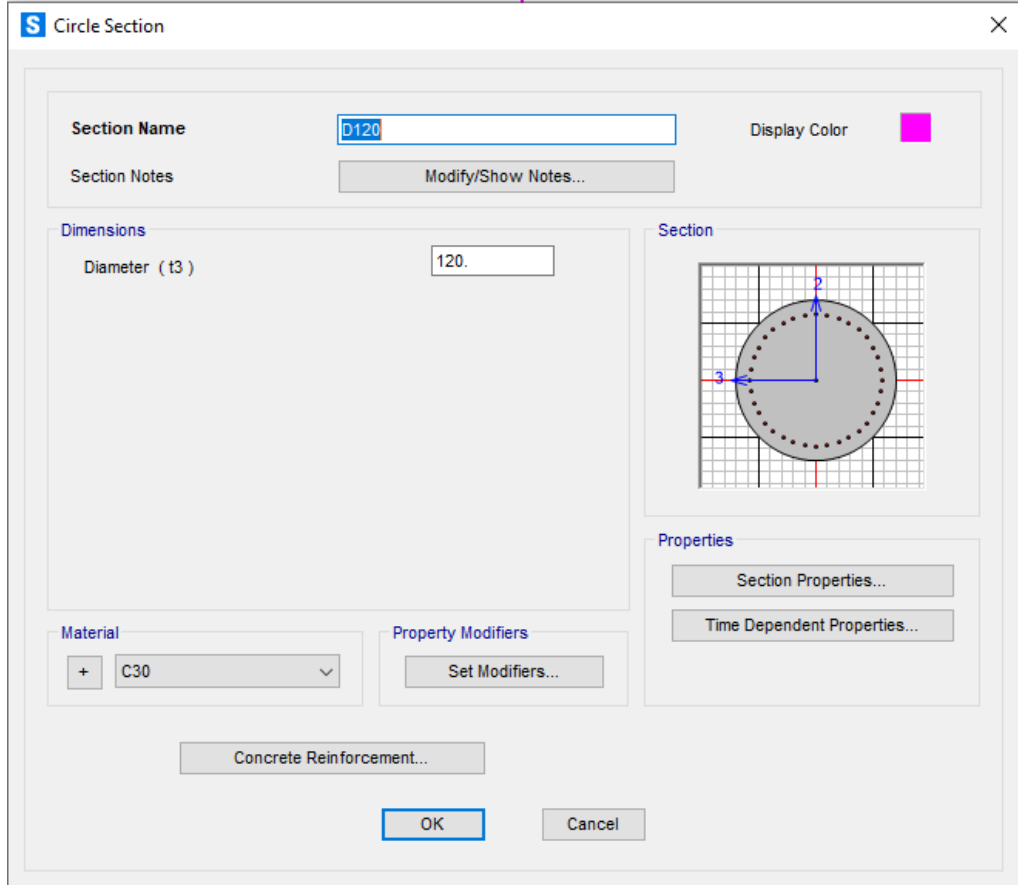 S Circle Section
Section Name D120 Display Color
Section Notes Modify/Show Notes...
Dimensions
Diameter ( t3 ) 120.
Section
2
3
Properties
Section Properties...
Time Dependent Properties...
Material
+ C30
Property Modifiers
Set Modifiers...
Concrete Reinforcement...
OK Cancel